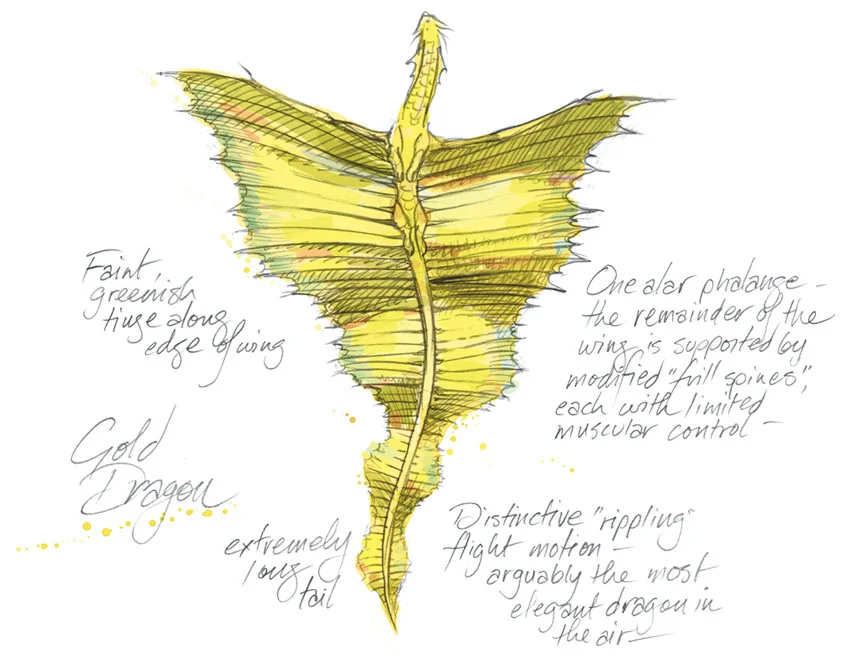 Faint,
greenish
tinge along
edge of wing
One alar phalange –
the remainder of the
wing is supported by
modified "frill spines",
each with limited
muscular control –
Gold
Dragon
extremely
long
tail
Distinctive "rippling"
flight motion –
arguably the most
elegant dragon in
the air –